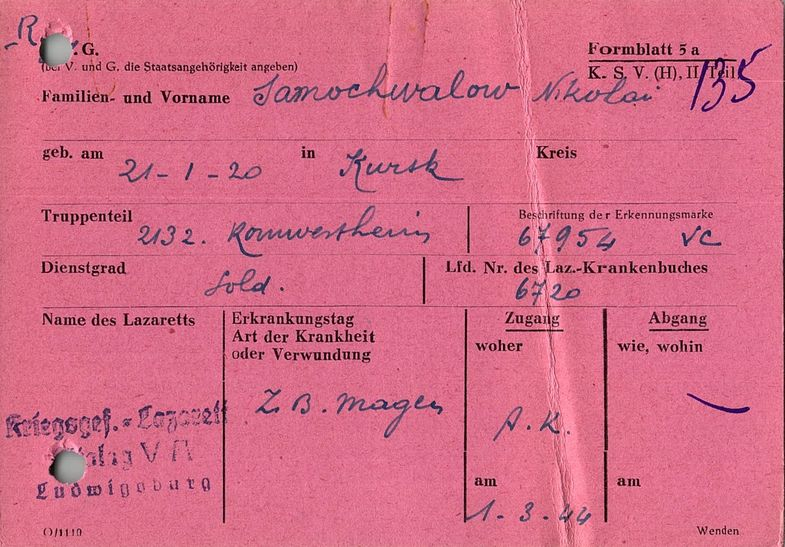 R
. G.
(bei V. und G. die Staatsangehörigkeit angeben)
Formblatt 5 a
K. S. V. (H), II. Teil
135
Familien- und Vorname Samochwalow Nikolai
geb. am 21-1-20 in Kursk Kreis
Truppenteil 2132. Kornwestheim
Beschriftung der Erkennungsmarke
67954 VC
Dienstgrad Sold.
Lfd. Nr. des Laz.-Krankenbuches
6720
Name des Lazaretts
Erkrankungstag
Art der Krankheit
oder Verwundung
Zugang
woher
Abgang
wie, wohin
Z.B. Magen
A.K.
Kriegsgef.-Lazarett
Stalag V A
Ludwigsburg
am 1-3-44
am
Wenden